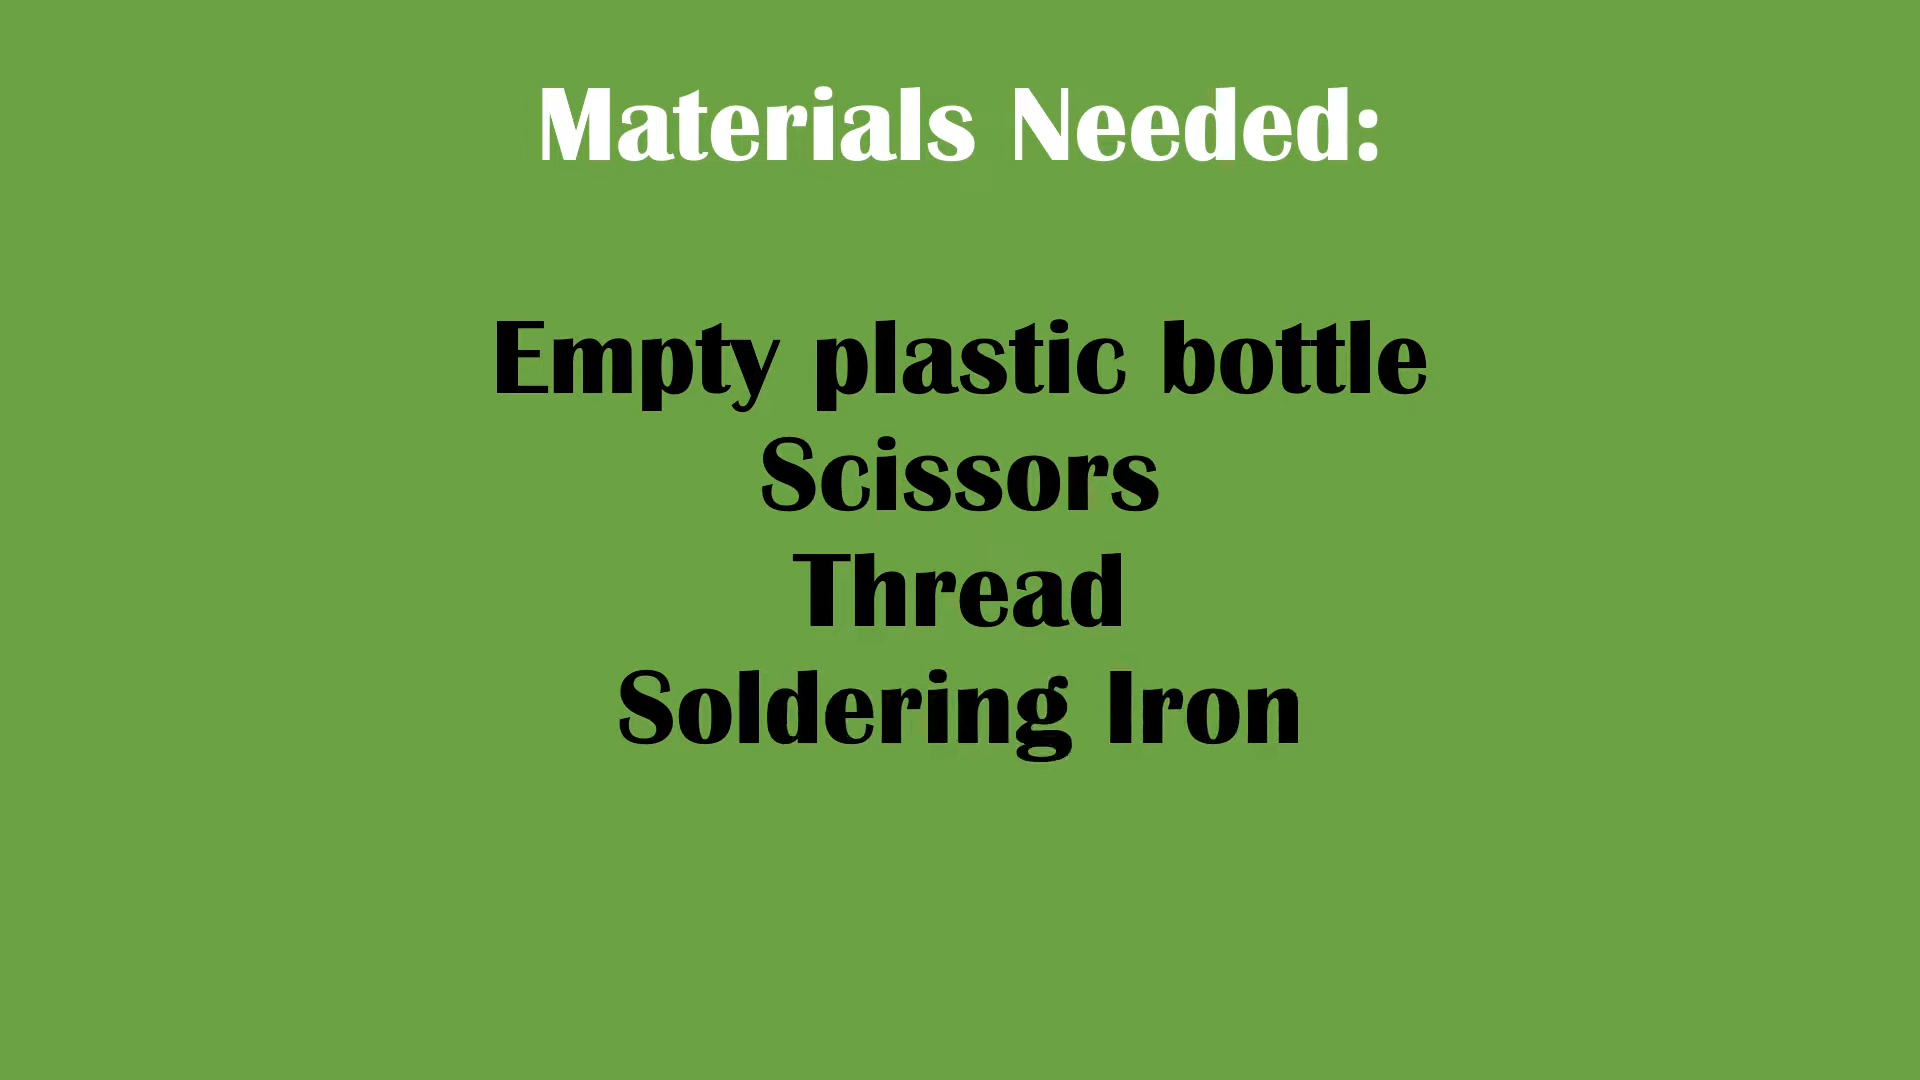 Materials Needed:
Empty plastic bottle
Scissors
Thread
Soldering Iron